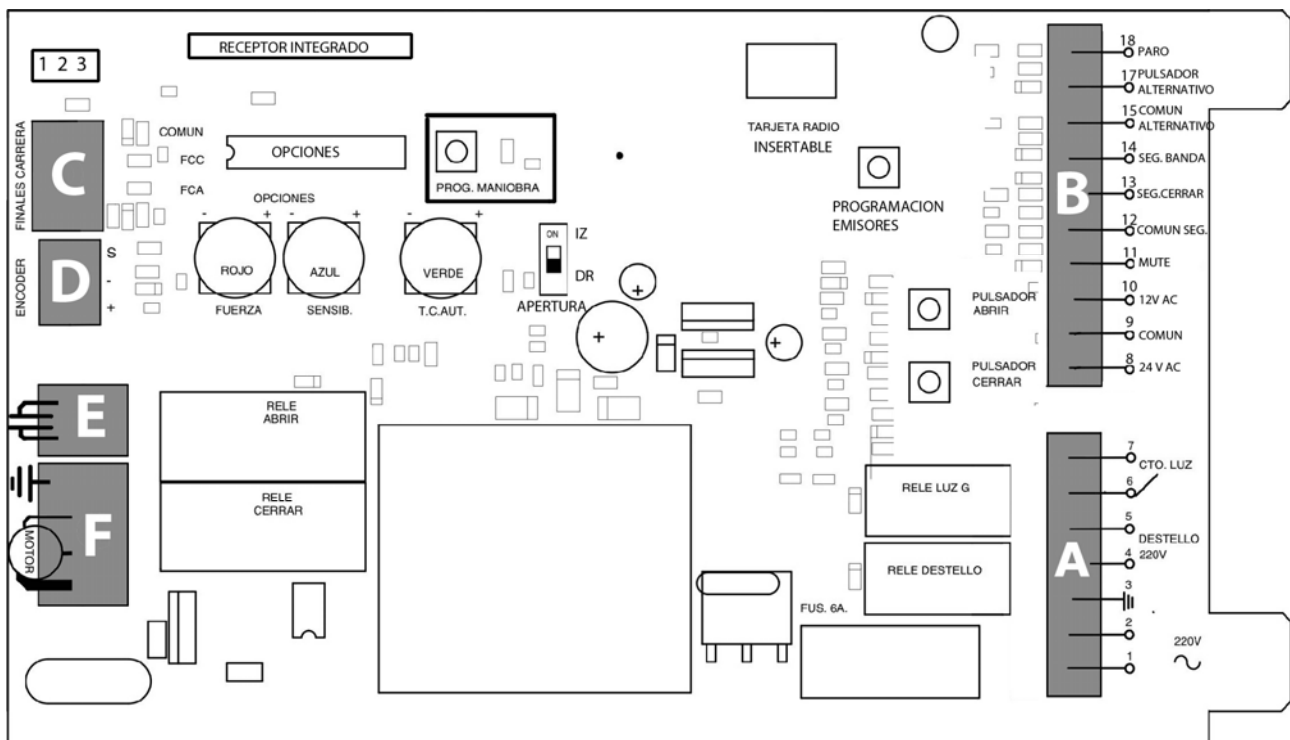 RECEPTOR INTEGRADO
1 2 3
FINALES CARRERA
C
COMUN
FCC
FCA
OPCIONES
PROG. MANIOBRA
TARJETA RADIO
INSERTABLE
PROGRAMACION
EMISORES
ENCODER
D
S
-
+
OPCIONES
- +
ROJO
FUERZA
- +
AZUL
SENSIB.
- +
VERDE
T.C.AUT.
ON
IZ
DR
APERTURA
+
+
+
PULSADOR
ABRIR
PULSADOR
CERRAR
B
18
PARO
17 PULSADOR
ALTERNATIVO
15 COMUN
ALTERNATIVO
14
SEG. BANDA
13
SEG.CERRAR
12
COMUN SEG.
11
MUTE
10
12V AC
9
COMUN
8
24 V AC
E
RELE
ABRIR
RELE
CERRAR
F
MOTOR
RELE LUZ G
RELE DESTELLO
FUS. 6A.
A
7
CTO. LUZ
6
5
DESTELLO
4 220V
3
2
1
220V